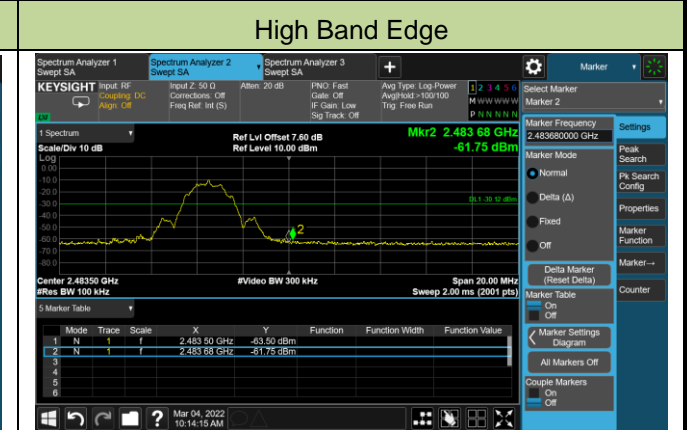 High Band Edge
Spectrum Analyzer 1
Swept SA
Spectrum Analyzer 2
Swept SA
Spectrum Analyzer 3
Swept SA
+
Marker
KEYSIGHT
Input: RF
Coupling: DC
Align: Off
Input Z: 50 Ω
Corrections: Off
Freq Ref: Int (S)
Atten: 20 dB
PNO: Fast
Gate: Off
IF Gain: Low
Sig Track: Off
Avg Type: Log-Power
Avg|Hold >100/100
Trig: Free Run
1 2 3 4 5 6
M W W W W W
P N N N N N
LNI
1 Spectrum
Scale/Div 10 dB
Ref Lvl Offset 7.60 dB
Ref Level 10.00 dBm
Mkr2 2.483 68 GHz
-61.75 dBm
Log
0.00
-10.0
-20.0
-30.0
-40.0
-50.0
-60.0
-70.0
-80.0
DL1 -30.12 dBm
2
Center 2.48350 GHz
#Res BW 100 kHz
#Video BW 300 kHz
Span 20.00 MHz
Sweep 2.00 ms (2001 pts)
5 Marker Table
Mode Trace Scale X Y Function Function Width Function Value
1 N 1 f 2.483 50 GHz -63.50 dBm
2 N 1 f 2.483 68 GHz -61.75 dBm
3
4
5
6
Select Marker
Marker 2
Marker Frequency
2.483680000 GHz
Marker Mode
Normal
Delta (Δ)
Fixed
Off
Delta Marker
(Reset Delta)
Marker Table
On
Off
Marker Settings
Diagram
All Markers Off
Couple Markers
On
Off
Settings
Peak
Search
Pk Search
Config
Properties
Marker
Function
Marker→
Counter
?
Mar 04, 2022
10:14:15 AM